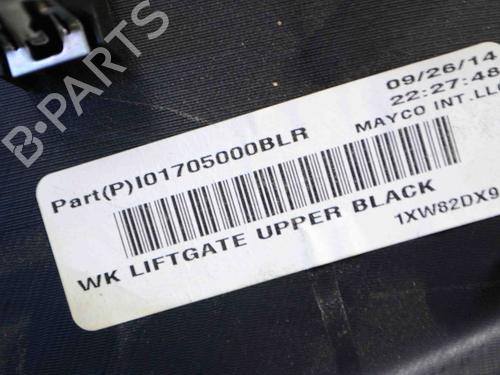 09/26/14
22:27:48
MAYCO INT.LLC
Part(P)I01705000BLR
WK LIFTGATE UPPER BLACK
1XW82DX9
B-PARTS